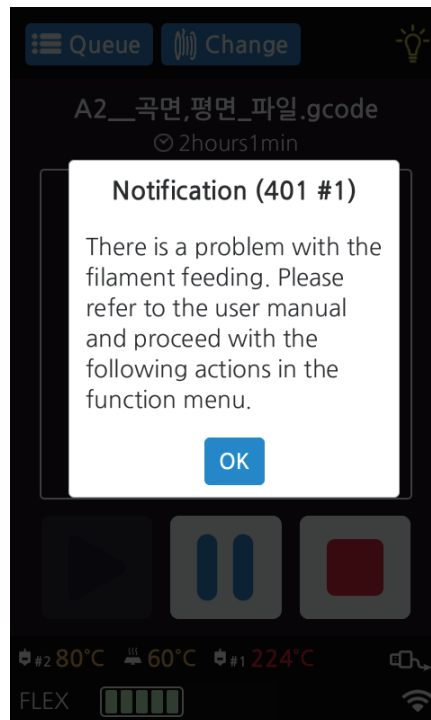 Queue Change
A2__곡면,평면_파일.gcode
2hours1min
Notification (401 #1)
There is a problem with the
filament feeding. Please
refer to the user manual
and proceed with the
following actions in the
function menu.
OK
#2 80°C 60°C #1 224°C
FLEX